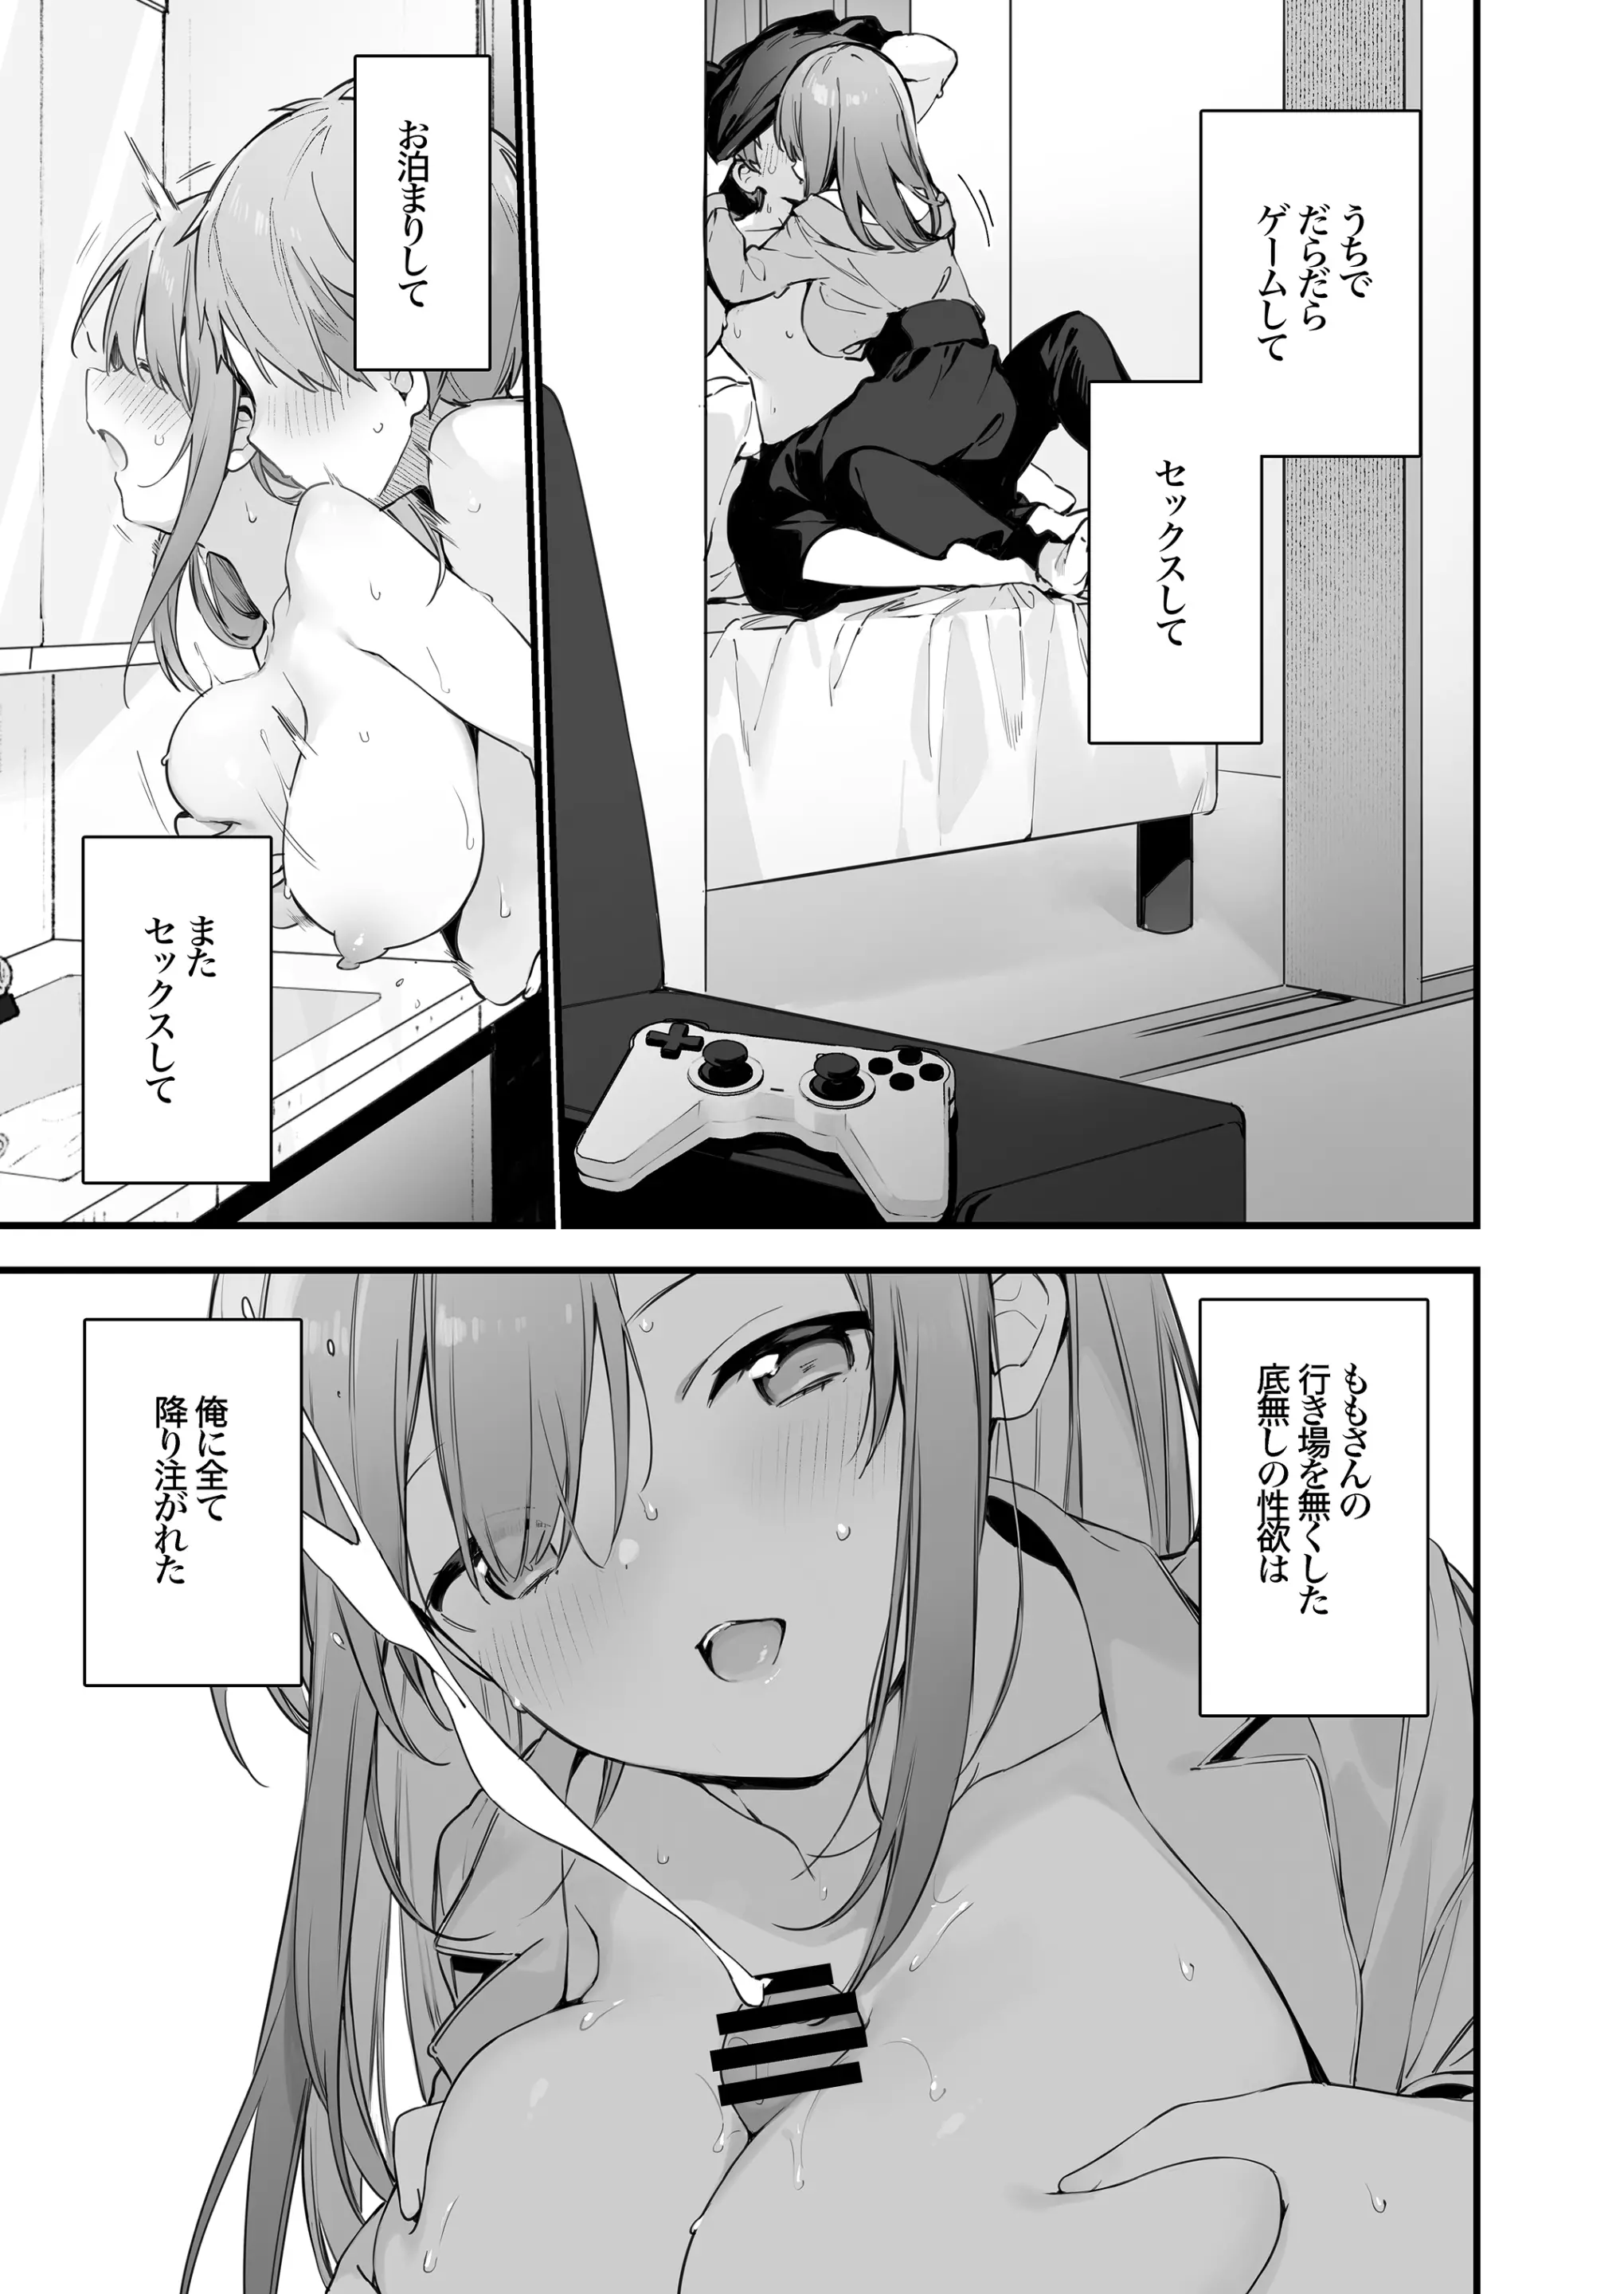 うちで
だらだら
ゲームして
セックスして
お泊まりして
また
セックスして
ももさんの
行き場を無くした
底無しの性欲は
俺に全て
降り注がれた